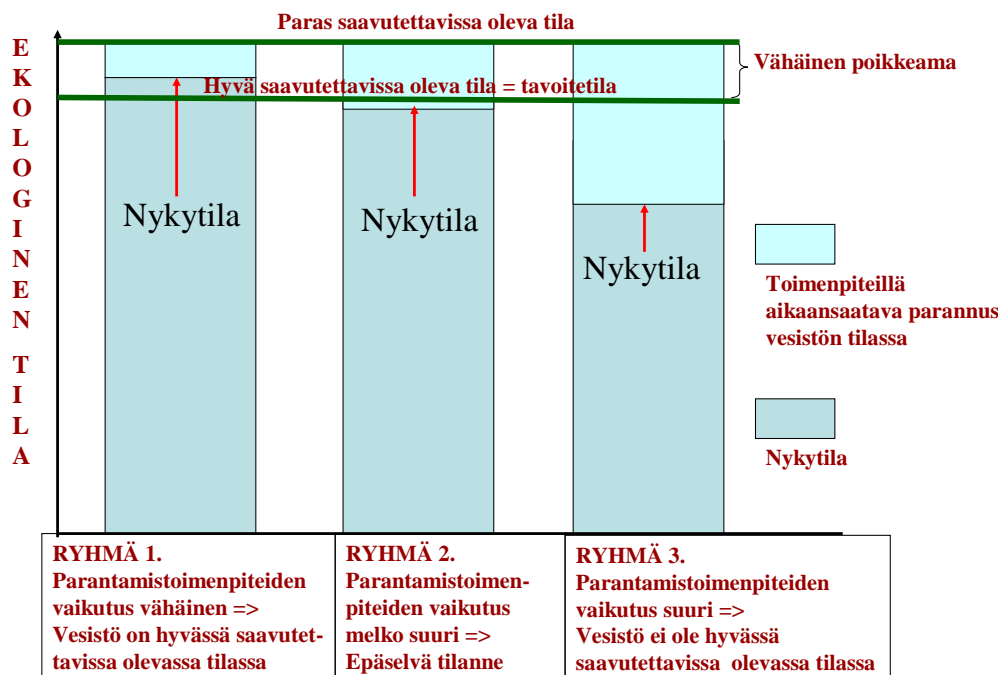 Paras saavutettavissa oleva tila
EKOLOGINEN TILA
Vähäinen poikkeama
Hyvä saavutettavissa oleva tila = tavoitetila
Nykytila
Nykytila
Nykytila
Toimenpiteillä
aikaansaatava parannus
vesistön tilassa
Nykytila
RYHMÄ 1.
Parantamistoimenpiteiden
vaikutus vähäinen =>
Vesistö on hyvässä saavutet-
tavissa olevassa tilassa
RYHMÄ 2.
Parantamistoimen-
piteiden vaikutus
melko suuri =>
Epäselvä tilanne
RYHMÄ 3.
Parantamistoimenpiteiden
vaikutus suuri =>
Vesistö ei ole hyvässä
saavutettavissa olevassa tilassa